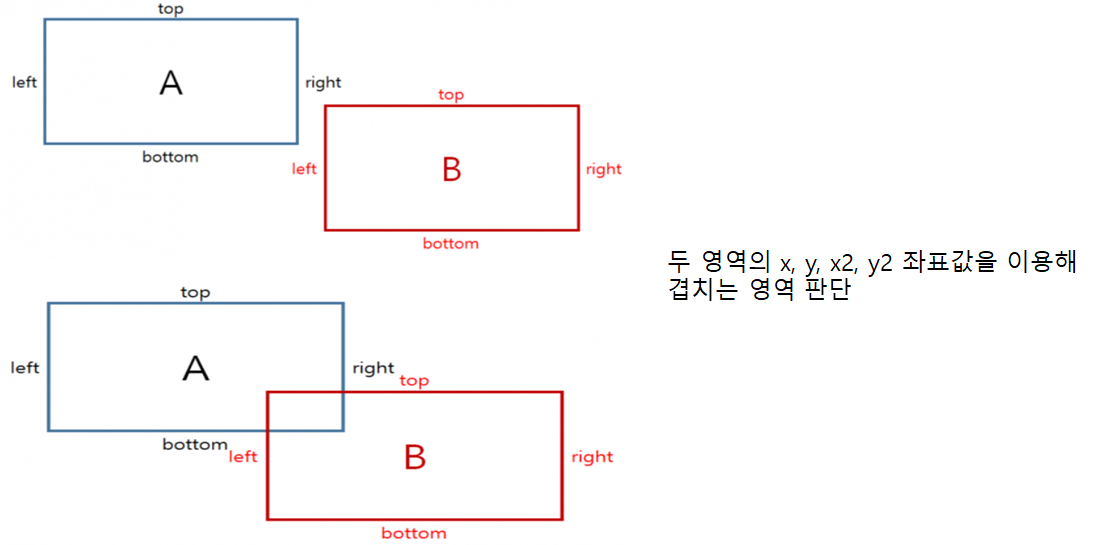 top
left
A
right
top
bottom
left
B
right
bottom
두 영역의 x, y, x2, y2 좌표값을 이용해
겹치는 영역 판단
top
left
A
right
top
bottom
left
B
right
bottom